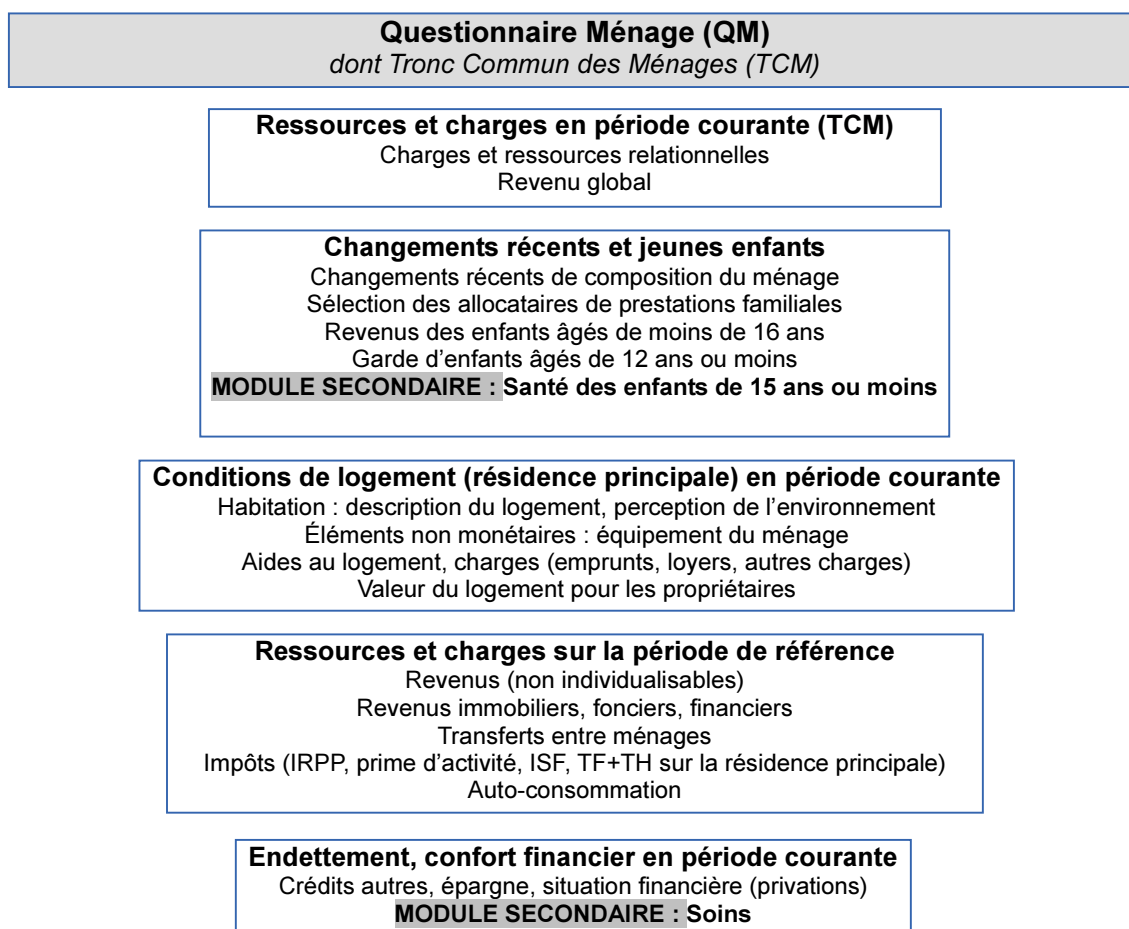 Questionnaire Ménage (QM)
dont Tronc Commun des Ménages (TCM)
Ressources et charges en période courante (TCM)
Charges et ressources relationnelles
Revenu global
Changements récents et jeunes enfants
Changements récents de composition du ménage
Sélection des allocataires de prestations familiales
Revenus des enfants âgés de moins de 16 ans
Garde d’enfants âgés de 12 ans ou moins
MODULE SECONDAIRE : Santé des enfants de 15 ans ou moins
Conditions de logement (résidence principale) en période courante
Habitation : description du logement, perception de l’environnement
Éléments non monétaires : équipement du ménage
Aides au logement, charges (emprunts, loyers, autres charges)
Valeur du logement pour les propriétaires
Ressources et charges sur la période de référence
Revenus (non individualisables)
Revenus immobiliers, fonciers, financiers
Transferts entre ménages
Impôts (IRPP, prime d’activité, ISF, TF+TH sur la résidence principale)
Auto-consommation
Endettement, confort financier en période courante
Crédits autres, épargne, situation financière (privations)
MODULE SECONDAIRE : Soins